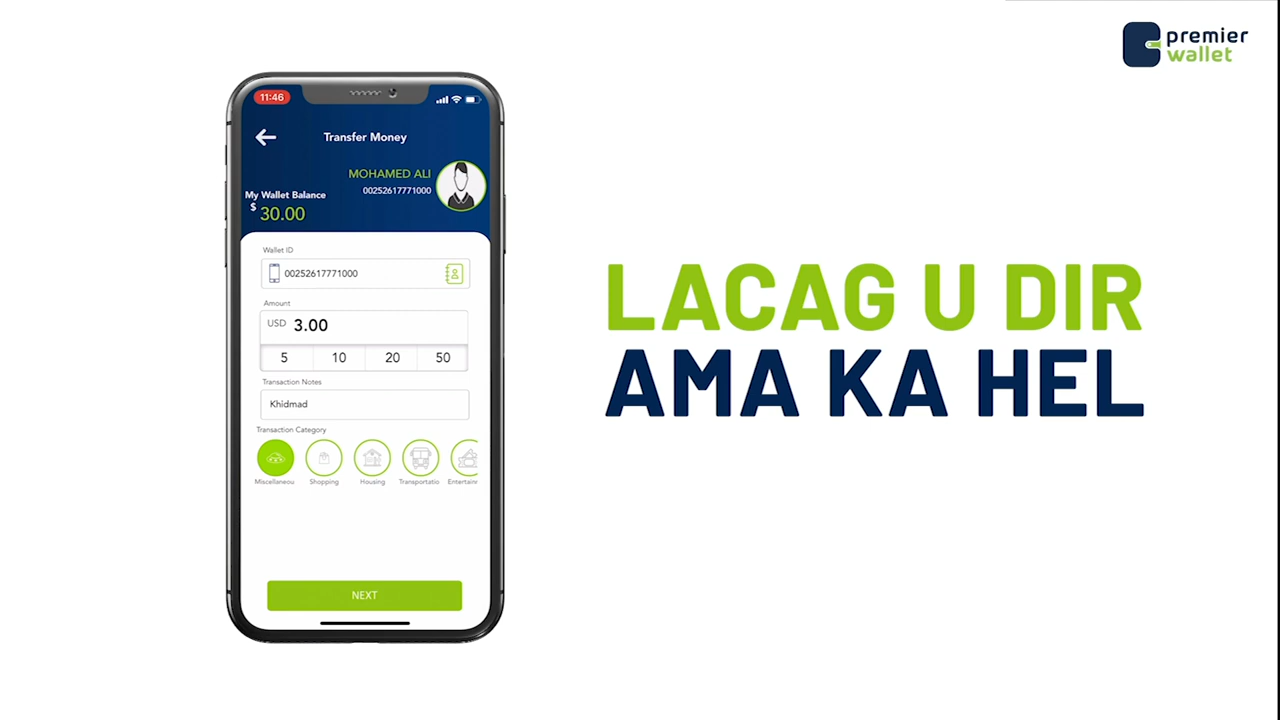 premier
wallet
11:46
Transfer Money
MOHAMED ALI
00252617771000
My Wallet Balance
$ 30.00
Wallet ID
00252617771000
Amount
USD 3.00
5 10 20 50
Transaction Notes
Khidmad
Transaction Category
Miscellaneou Shopping Housing Transportatio Entertainr
NEXT
LACAG U DIR
AMA KA HEL